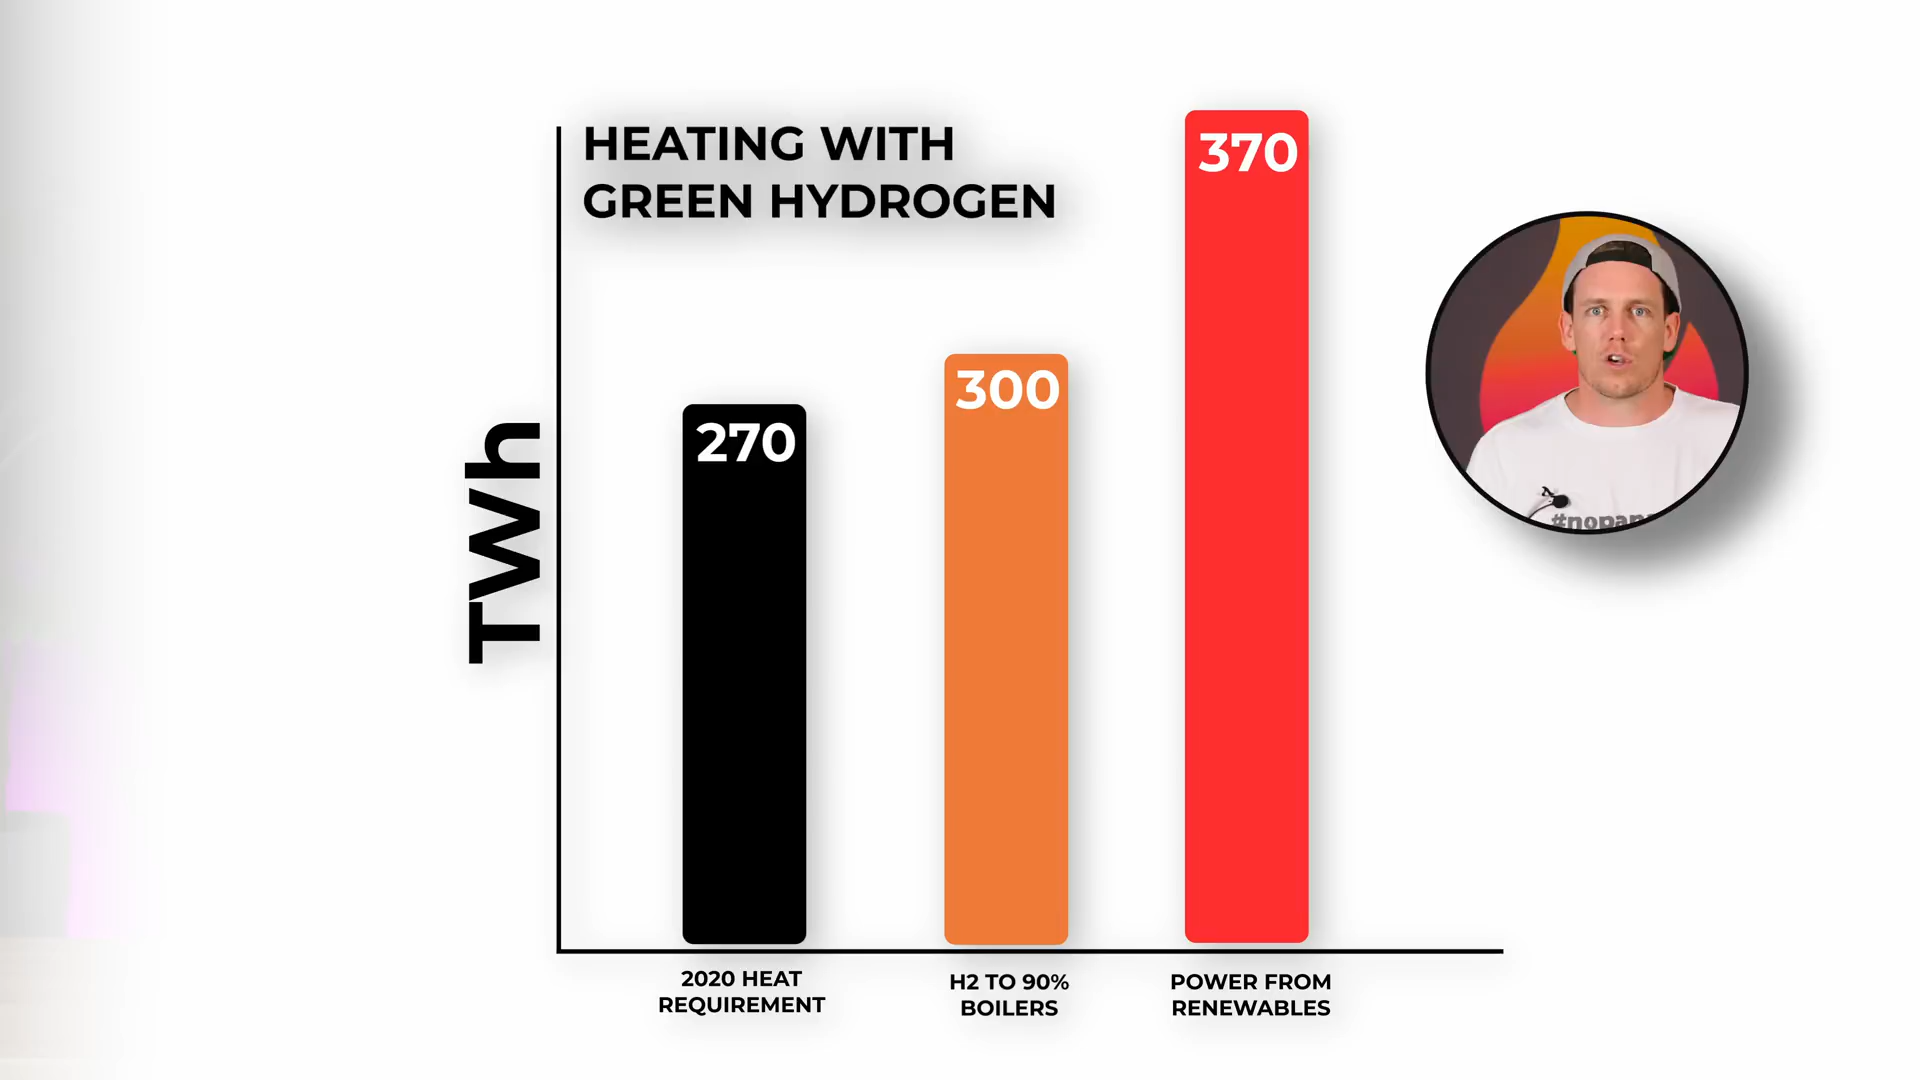 HEATING WITH
GREEN HYDROGEN
TWh
270
300
370
2020 HEAT
REQUIREMENT
H2 TO 90%
BOILERS
POWER FROM
RENEWABLES